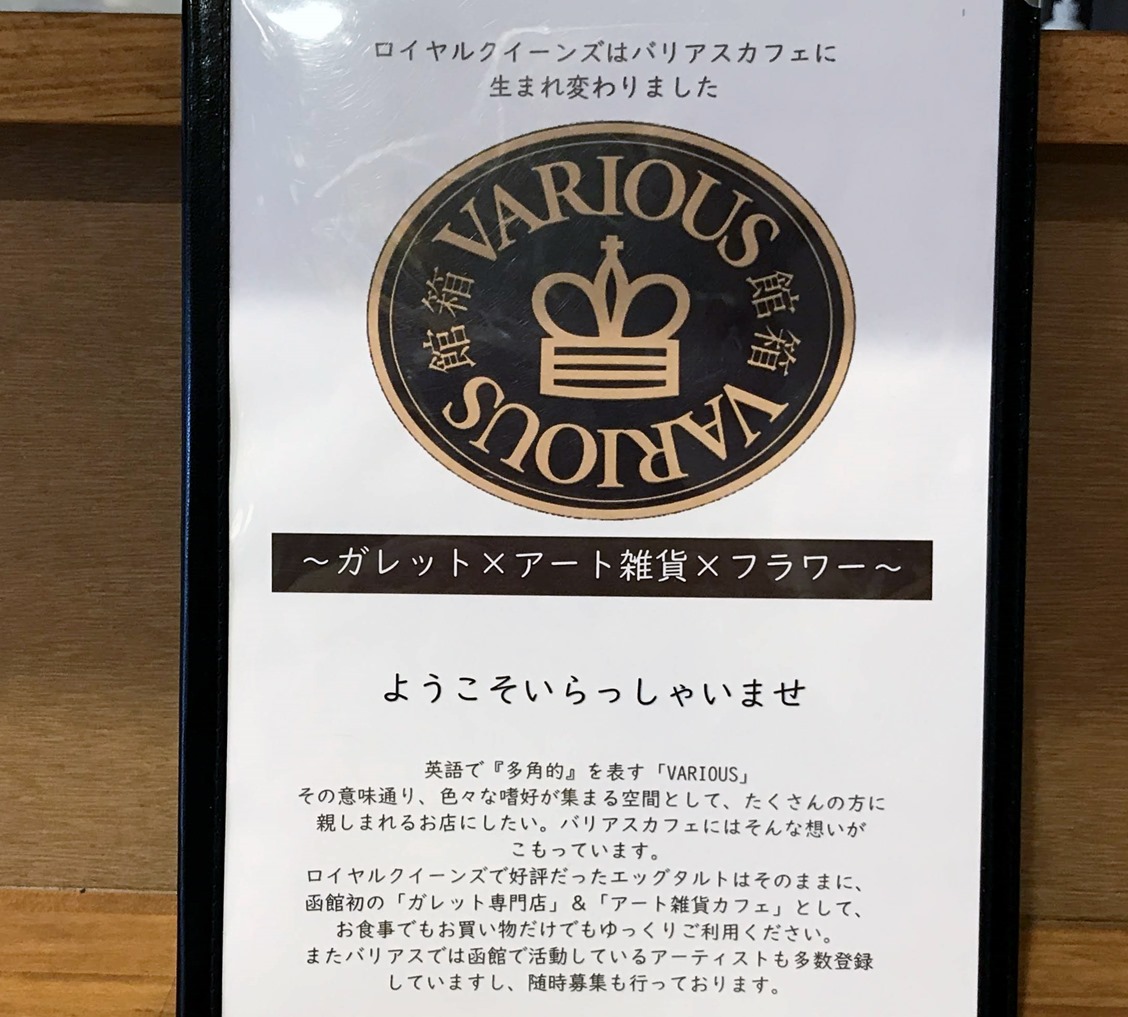 ロイヤルクイーンズはバリアスカフェに
生まれ変わりました
VARIOUS
箱館
館箱
VARIOUS
～ガレット×アート雑貨×フラワー～
ようこそいらっしゃいませ
英語で『多角的』を表す「VARIOUS」
その意味通り、色々な嗜好が集まる空間として、たくさんの方に
親しまれるお店にしたい。バリアスカフェにはそんな想いが
こもっています。
ロイヤルクイーンズで好評だったエッグタルトはそのままに、
函館初の「ガレット専門店」＆「アート雑貨カフェ」として、
お食事でもお買い物だけでもゆっくりご利用ください。
またバリアスでは函館で活動しているアーティストも多数登録
していますし、随時募集も行っております。